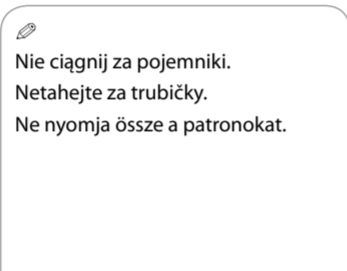 Nie ciągnij za pojemniki.
Netahejte za trubičky.
Ne nyomja össze a patronokat.